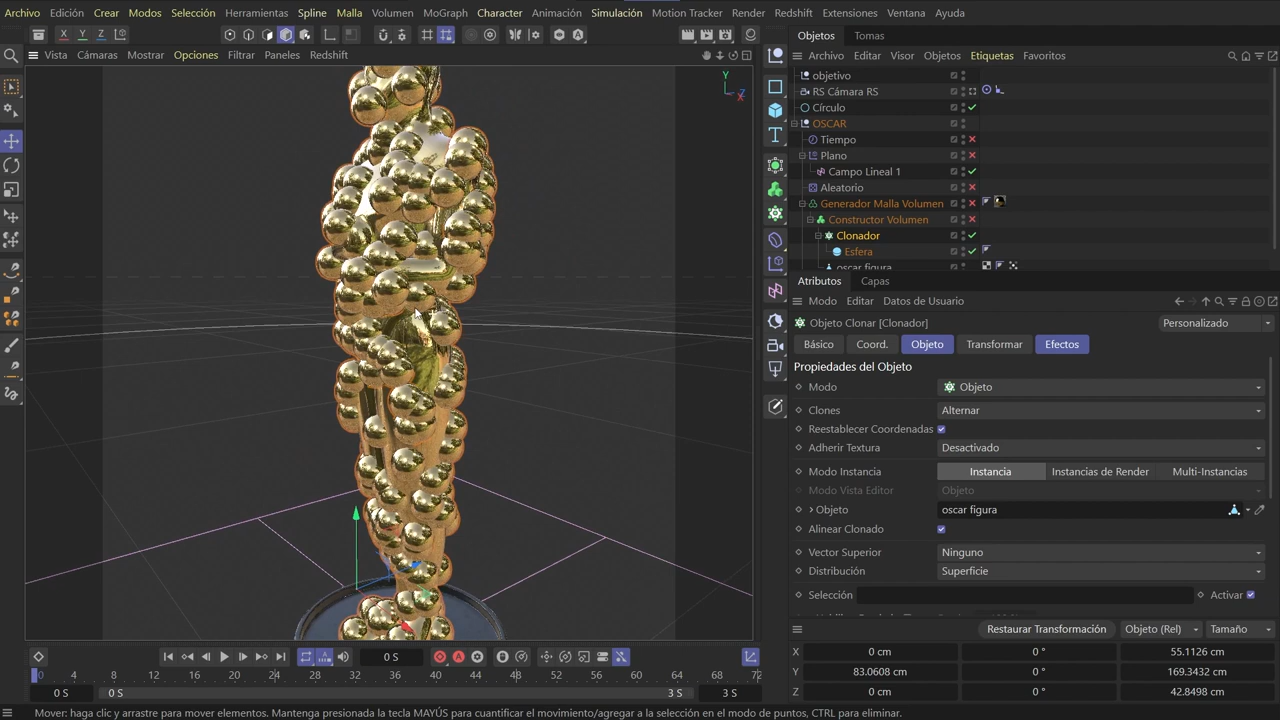 Archivo Edición Crear Modos Selección Herramientas Spline Malla Volumen MoGraph Character Animación Simulación Motion Tracker Render Redshift Extensiones Ventana Ayuda
Objetos Tomas
Vista Cámaras Mostrar Opciones Filtrar Paneles Redshift
Archivo Editar Visor Objetos Etiquetas Favoritos
X Y Z
Y
Z
objetivo
RS Cámara RS
Círculo
OSCAR
Tiempo
Plano
Campo Lineal 1
Aleatorio
Generador Malla Volumen
Constructor Volumen
Clonador
Esfera
oscar figura
Atributos Capas
Modo Editar Datos de Usuario
Objeto Clonar [Clonador] Personalizado
Básico Coord. Objeto Transformar Efectos
Propiedades del Objeto
Modo Objeto
Clones Alternar
Reestablecer Coordenadas
Adherir Textura Desactivado
Modo Instancia Instancia Instancias de Render Multi-Instancias
Modo Vista Editor Objeto
Objeto oscar figura
Alinear Clonado
Vector Superior Ninguno
Distribución Superficie
Selección Activar
Restaurar Transformación Objeto (Rel) Tamaño
X 0 cm 0 ° 55.1126 cm
Y 83.0608 cm 0 ° 169.3432 cm
Z 0 cm 0 ° 42.8498 cm
0 S
0 4 8 12 16 20 24 28 32 36 40 44 48 52 56 60 64 68 72
0 S 0 S 3 S 3 S
Mover: haga clic y arrastre para mover elementos. Mantenga presionada la tecla MAYÚS para cuantificar el movimiento/agregar a la selección en el modo de puntos, CTRL para eliminar.